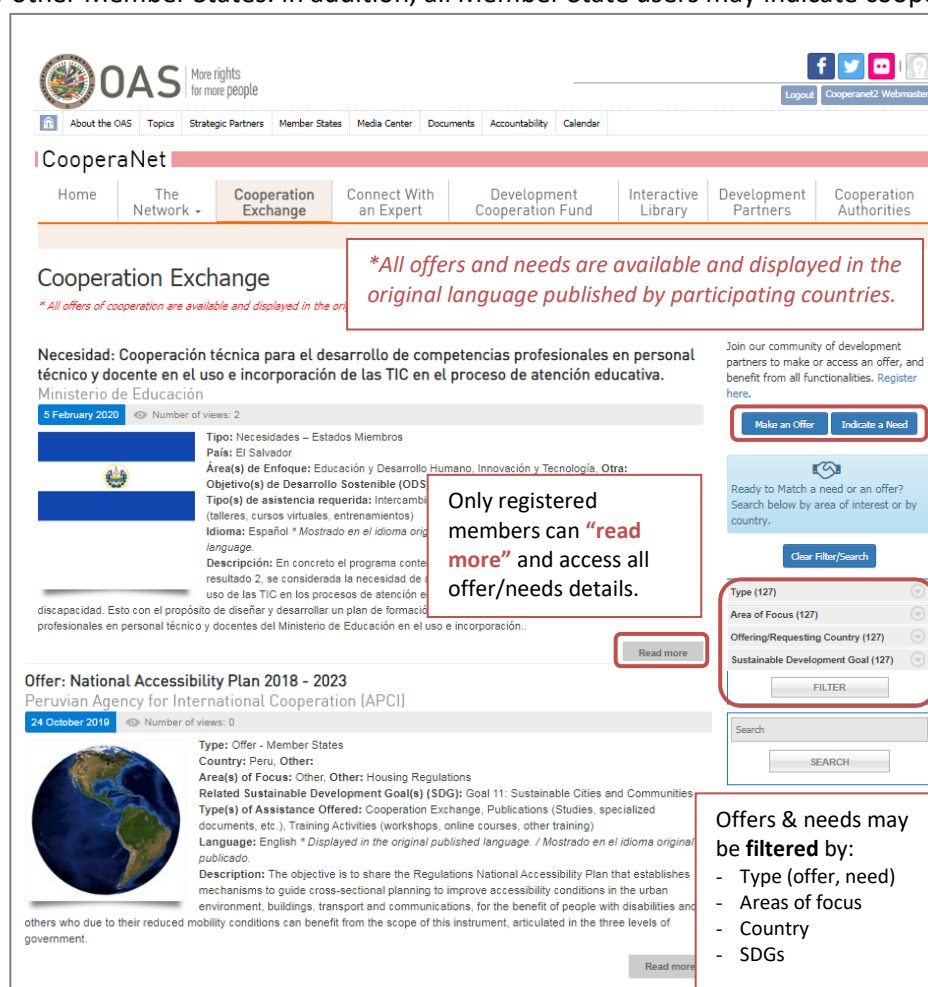 other Member States. In addition, all Member State users may indicate coope
OAS
More rights
for more people
Logout Cooperanet2 Webmaster
About the OAS Topics Strategic Partners Member States Media Center Documents Accountability Calendar
CooperaNet
Home
The Network
Cooperation Exchange
Connect With an Expert
Development Cooperation Fund
Interactive Library
Development Partners
Cooperation Authorities
*All offers and needs are available and displayed in the
original language published by participating countries.
Cooperation Exchange
* All offers of cooperation are available and displayed in the
Necesidad: Cooperación técnica para el desarrollo de competencias profesionales en personal
técnico y docente en el uso e incorporación de las TIC en el proceso de atención educativa.
Ministerio de Educación
5 February 2020 Number of views: 2
Tipo: Necesidades – Estados Miembros
País: El Salvador
Área(s) de Enfoque: Educación y Desarrollo Humano, Innovación y Tecnología, Otra:
Objetivo(s) de Desarrollo Sostenible (ODS
Tipo(s) de asistencia requerida: Intercambi
(talleres, cursos virtuales, entrenamientos)
Idioma: Español * Mostrado en el idioma orig
language.
Descripción: En concreto el programa conte
resultado 2, se considerada la necesidad de
uso de las TIC en los procesos de atención e
discapacidad. Esto con el propósito de diseñar y desarrollar un plan de formació
profesionales en personal técnico y docentes del Ministerio de Educación en el uso e incorporación..
Read more
Only registered
members can “read
more” and access all
offer/needs details.
Offer: National Accessibility Plan 2018 - 2023
Peruvian Agency for International Cooperation (APCI)
24 October 2019 Number of views: 0
Type: Offer - Member States
Country: Peru, Other:
Area(s) of Focus: Other, Other: Housing Regulations
Related Sustainable Development Goal(s) (SDG): Goal 11: Sustainable Cities and Communities
Type(s) of Assistance Offered: Cooperation Exchange, Publications (Studies, specialized
documents, etc.), Training Activities (workshops, online courses, other training)
Language: English * Displayed in the original published language. / Mostrado en el idioma original
publicado.
Description: The objective is to share the Regulations National Accessibility Plan that establishes
mechanisms to guide cross-sectional planning to improve accessibility conditions in the urban
environment, buildings, transport and communications, for the benefit of people with disabilities and
others who due to their reduced mobility conditions can benefit from the scope of this instrument, articulated in the three levels of
government.
Read more
Join our community of development
partners to make or access an offer, and
benefit from all functionalities. Register
here.
Make an Offer Indicate a Need
Ready to Match a need or an offer?
Search below by area of interest or by
country.
Clear Filter/Search
Type (127)
Area of Focus (127)
Offering/Requesting Country (127)
Sustainable Development Goal (127)
FILTER
Search
SEARCH
Offers & needs may
be filtered by:
- Type (offer, need)
- Areas of focus
- Country
- SDGs